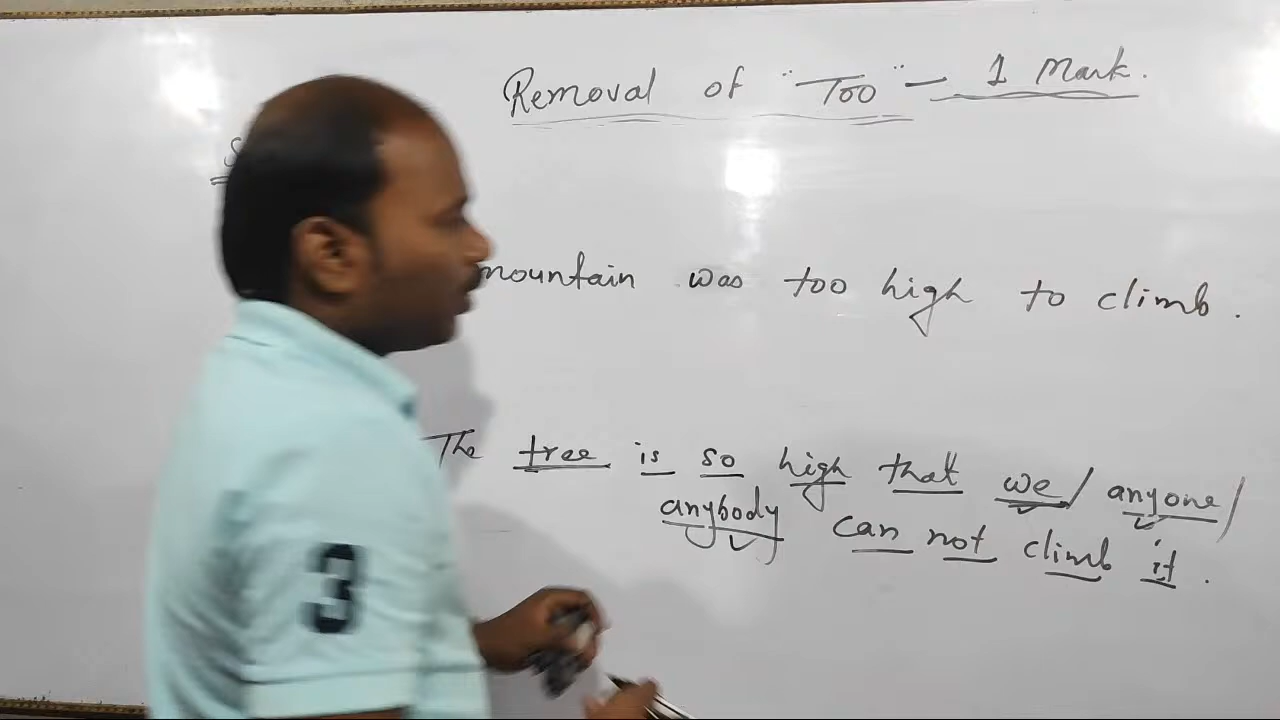 Removal of "Too" - 1 Mark.
mountain was too high to climb.
The tree is so high that we/ anyone/
anybody can not climb it.
3